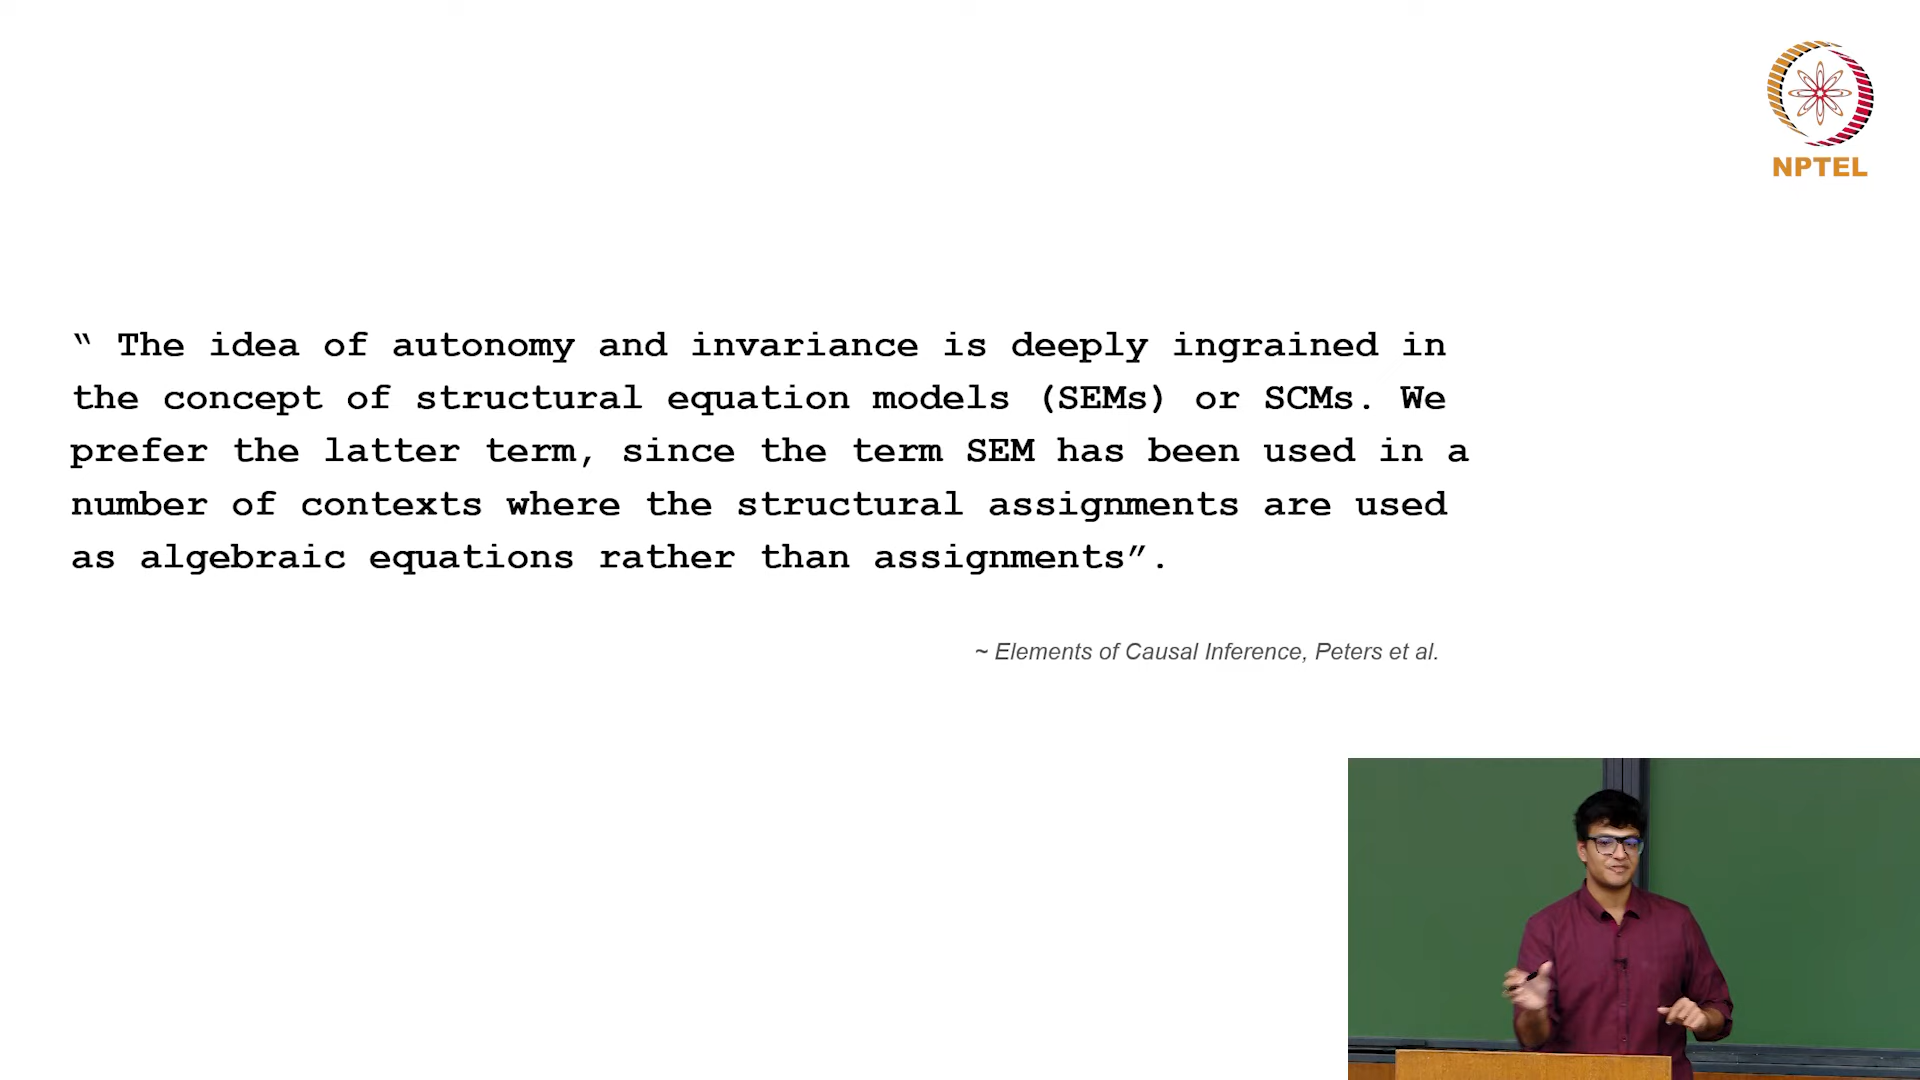 NPTEL
“ The idea of autonomy and invariance is deeply ingrained in
the concept of structural equation models (SEMs) or SCMs. We
prefer the latter term, since the term SEM has been used in a
number of contexts where the structural assignments are used
as algebraic equations rather than assignments”.
~ Elements of Causal Inference, Peters et al.